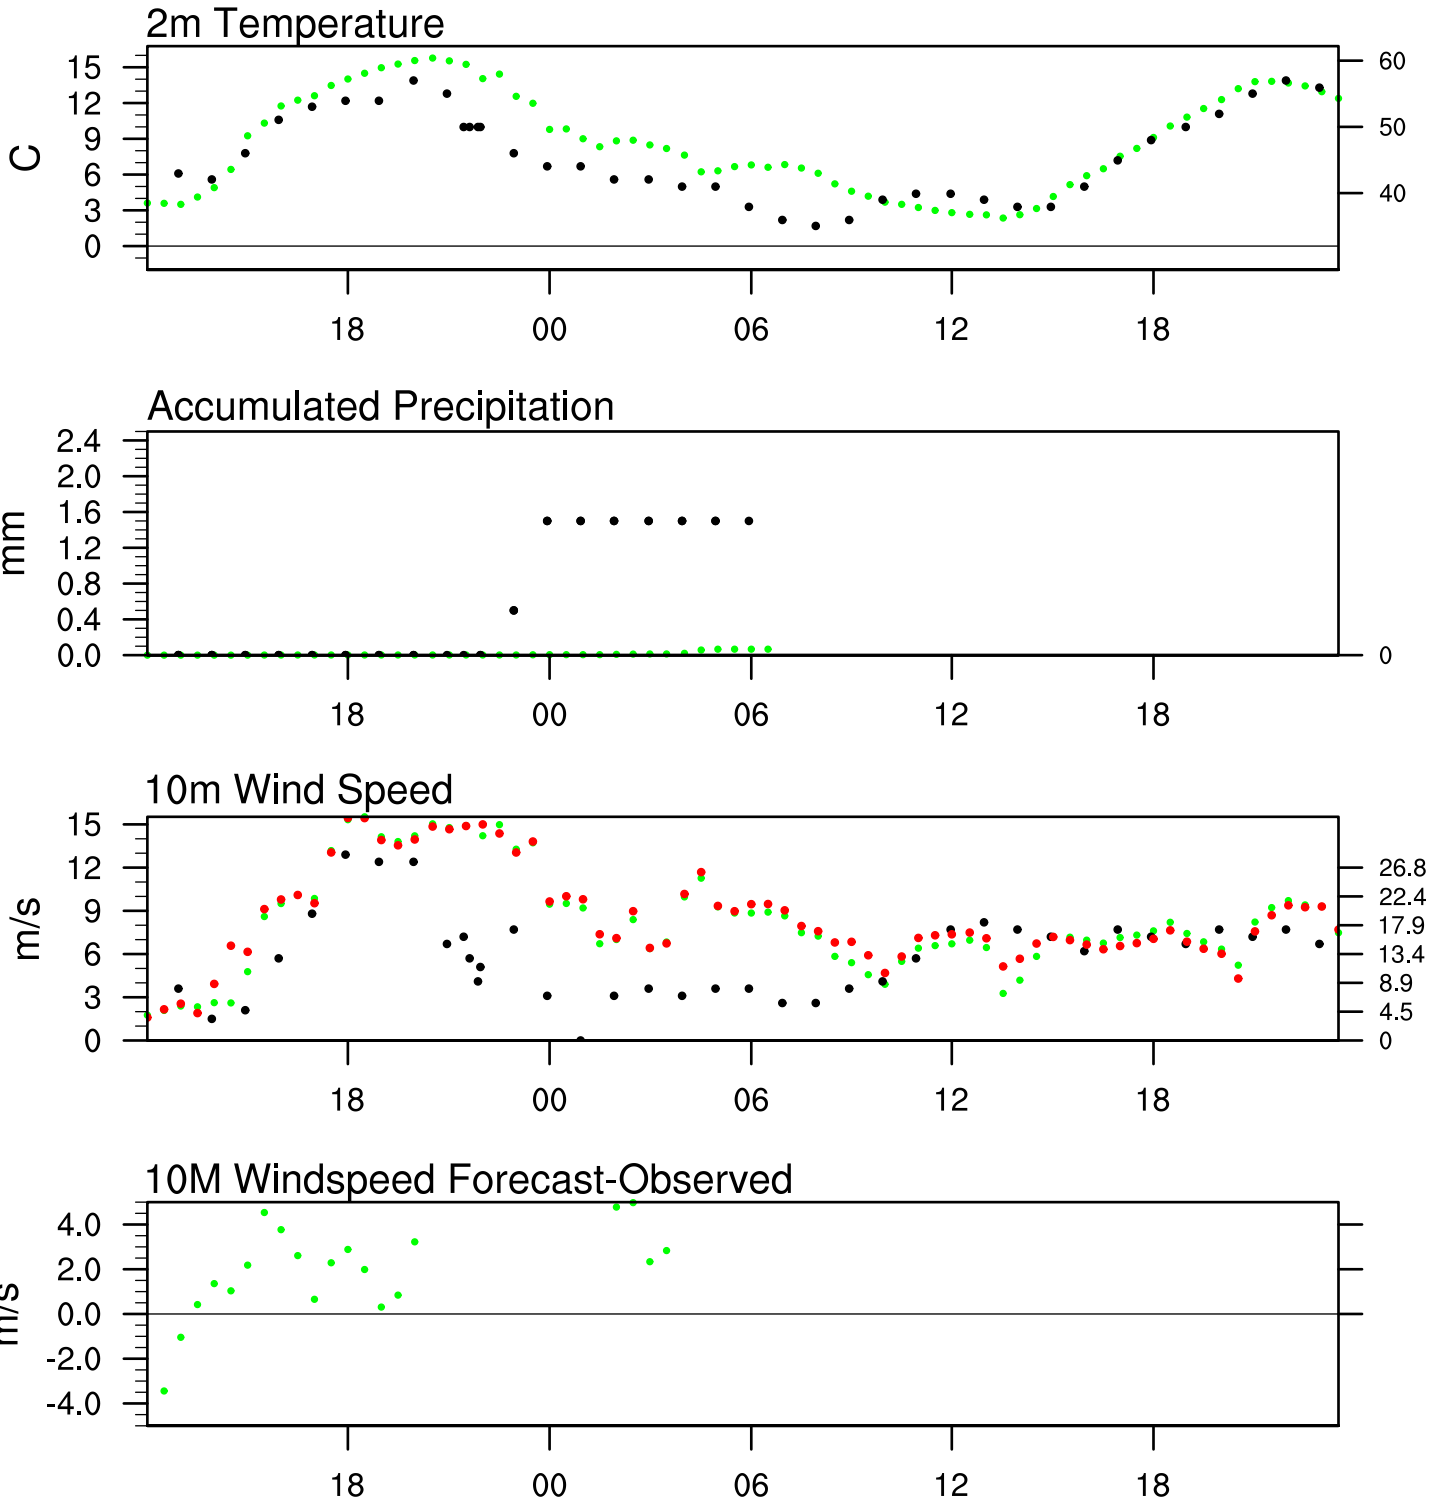 2m Temperature
15 60
12
9 50
6
3 40
0
C
18 00 06 12 18
Accumulated Precipitation
2.4
2.0
1.6
1.2
0.8
0.4
0.0 0
mm
18 00 06 12 18
10m Wind Speed
15
12 26.8
22.4
9 17.9
6 13.4
8.9
3 4.5
0 0
m/s
18 00 06 12 18
10M Windspeed Forecast-Observed
4.0
2.0
0.0
-2.0
-4.0
m/s
18 00 06 12 18